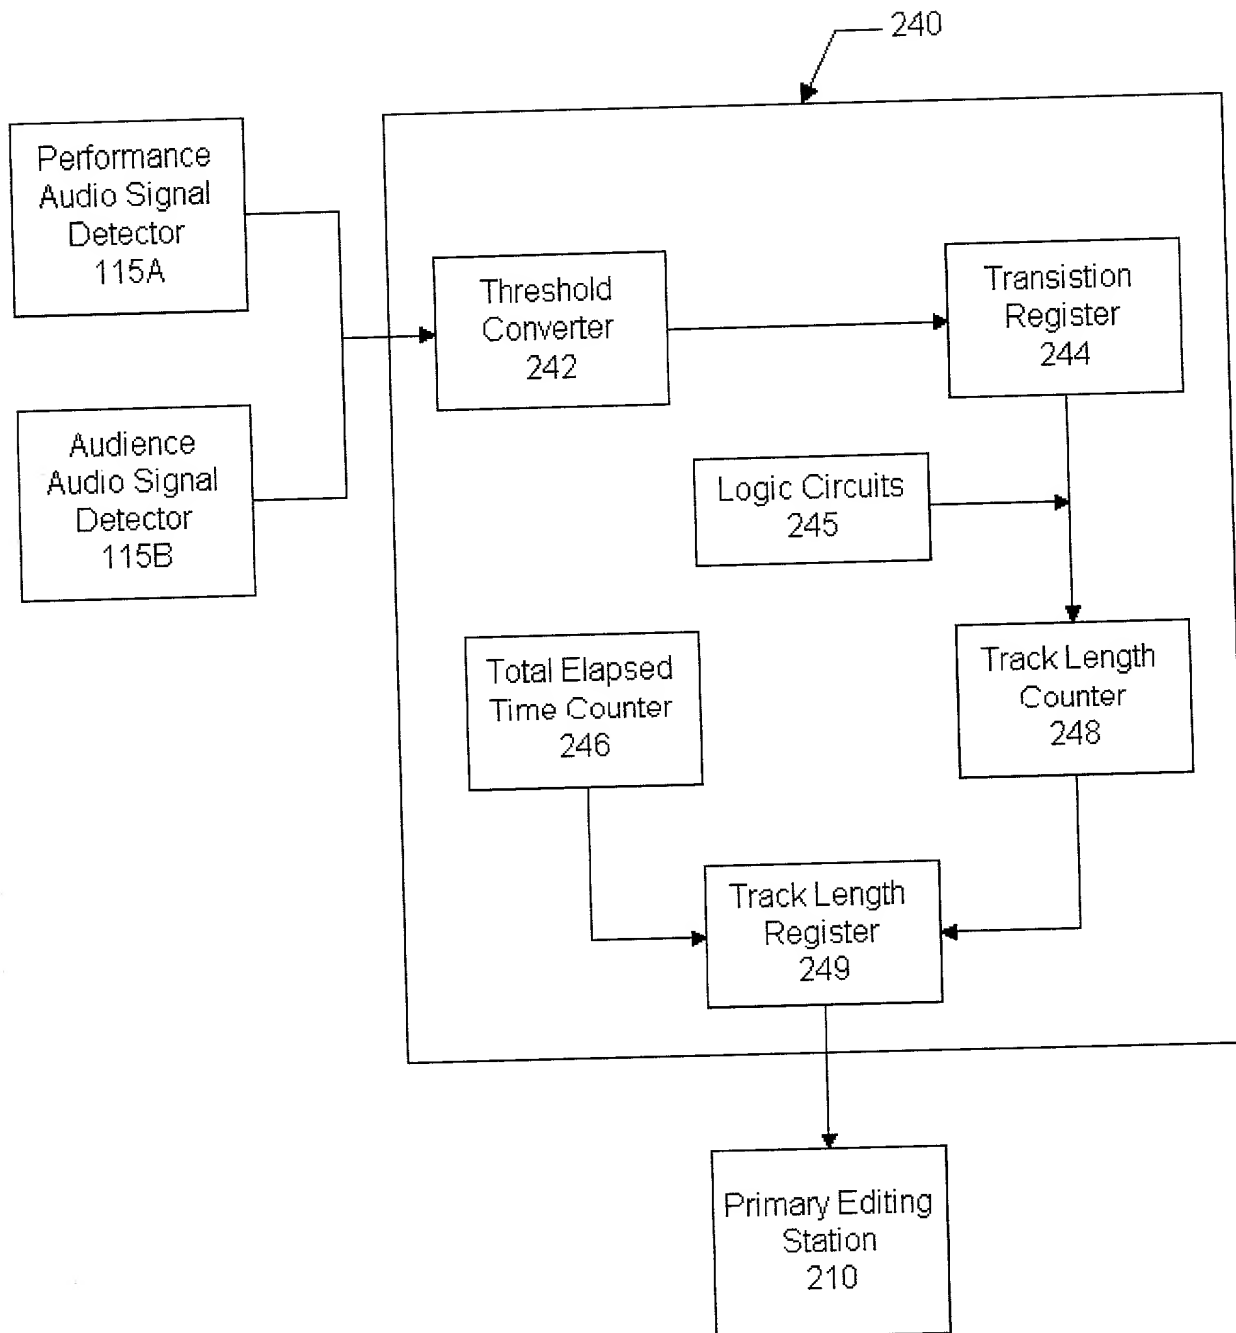 240
Performance
Audio Signal
Detector
115A
Threshold
Converter
242
Transistion
Register
244
Audience
Audio Signal
Detector
115B
Logic Circuits
245
Total Elapsed
Time Counter
246
Track Length
Counter
248
Track Length
Register
249
Primary Editing
Station
210